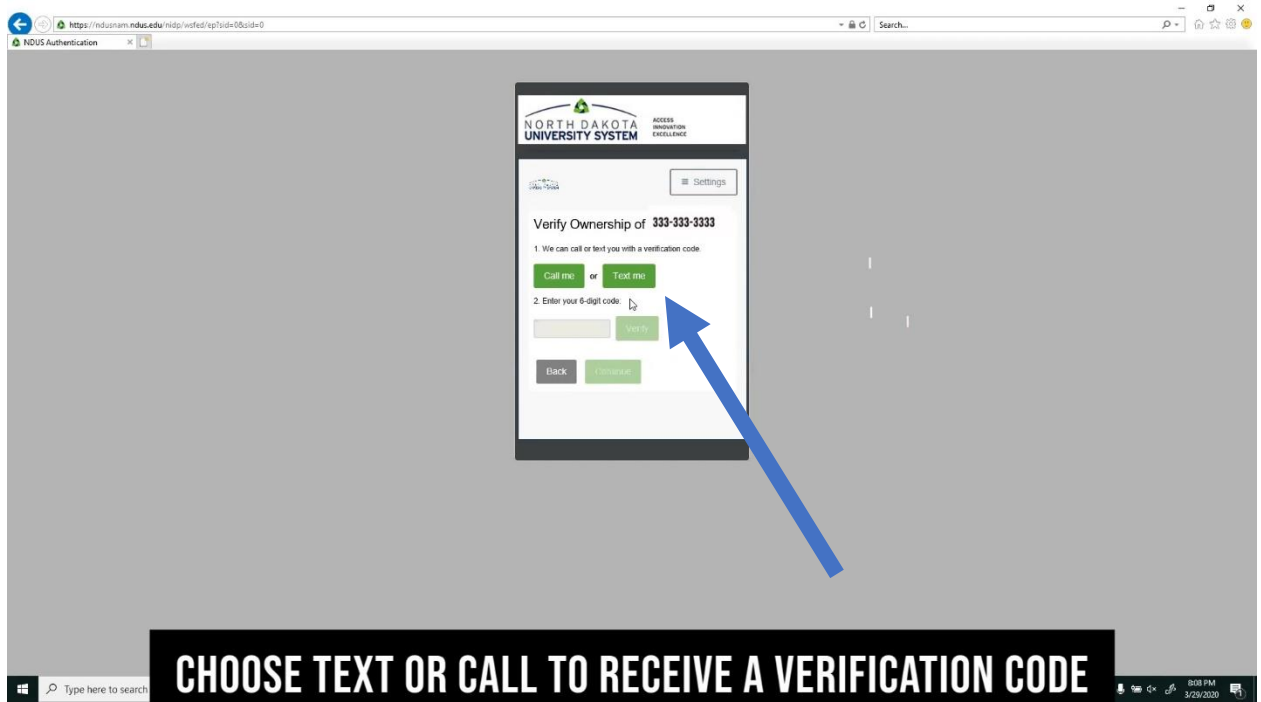 https://ndusnam.ndus.edu/nidp/wsfed/ep?sid=0&sid=0
Search...
NDUS Authentication
NORTH DAKOTA
UNIVERSITY SYSTEM
ACCESS
INNOVATION
EXCELLENCE
Settings
Verify Ownership of 333-333-3333
1. We can call or text you with a verification code.
Call me or Text me
2. Enter your 6-digit code:
Verify
Back Continue
CHOOSE TEXT OR CALL TO RECEIVE A VERIFICATION CODE
Type here to search
8:08 PM
3/29/2020